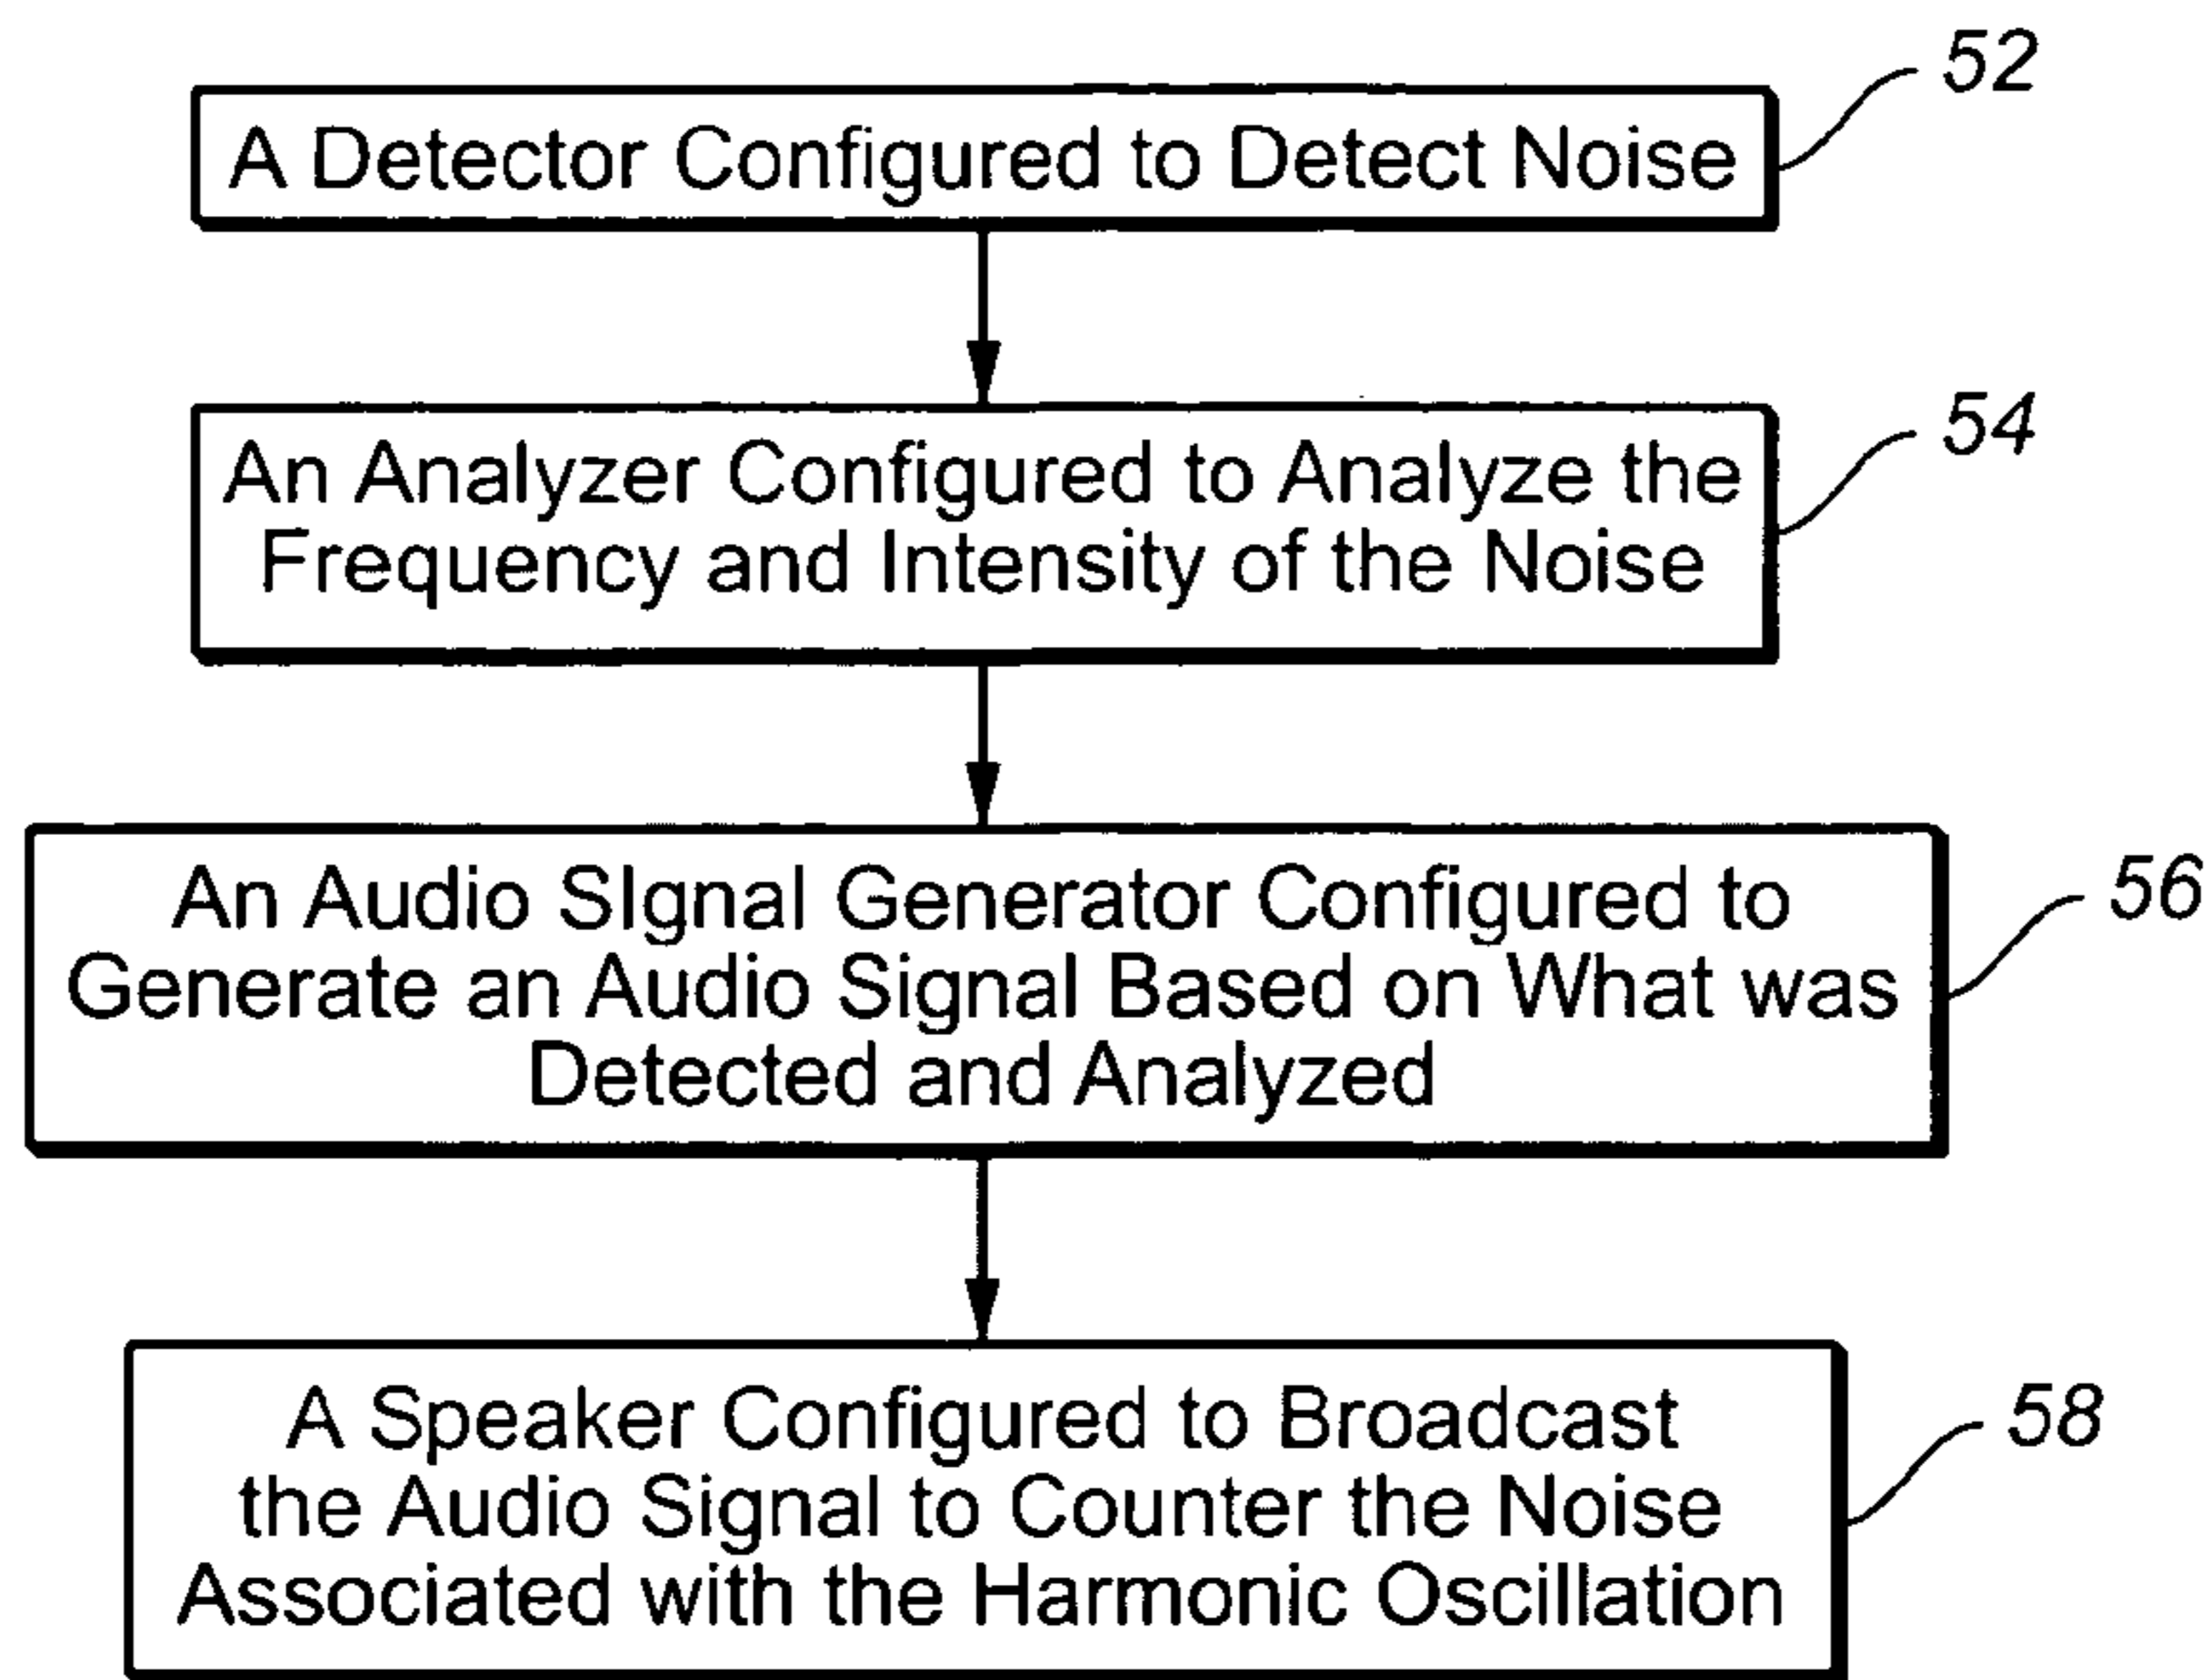 52
A Detector Configured to Detect Noise
54
An Analyzer Configured to Analyze the
Frequency and Intensity of the Noise
56
An Audio SIgnal Generator Configured to
Generate an Audio Signal Based on What was
Detected and Analyzed
58
A Speaker Configured to Broadcast
the Audio Signal to Counter the Noise
Associated with the Harmonic Oscillation